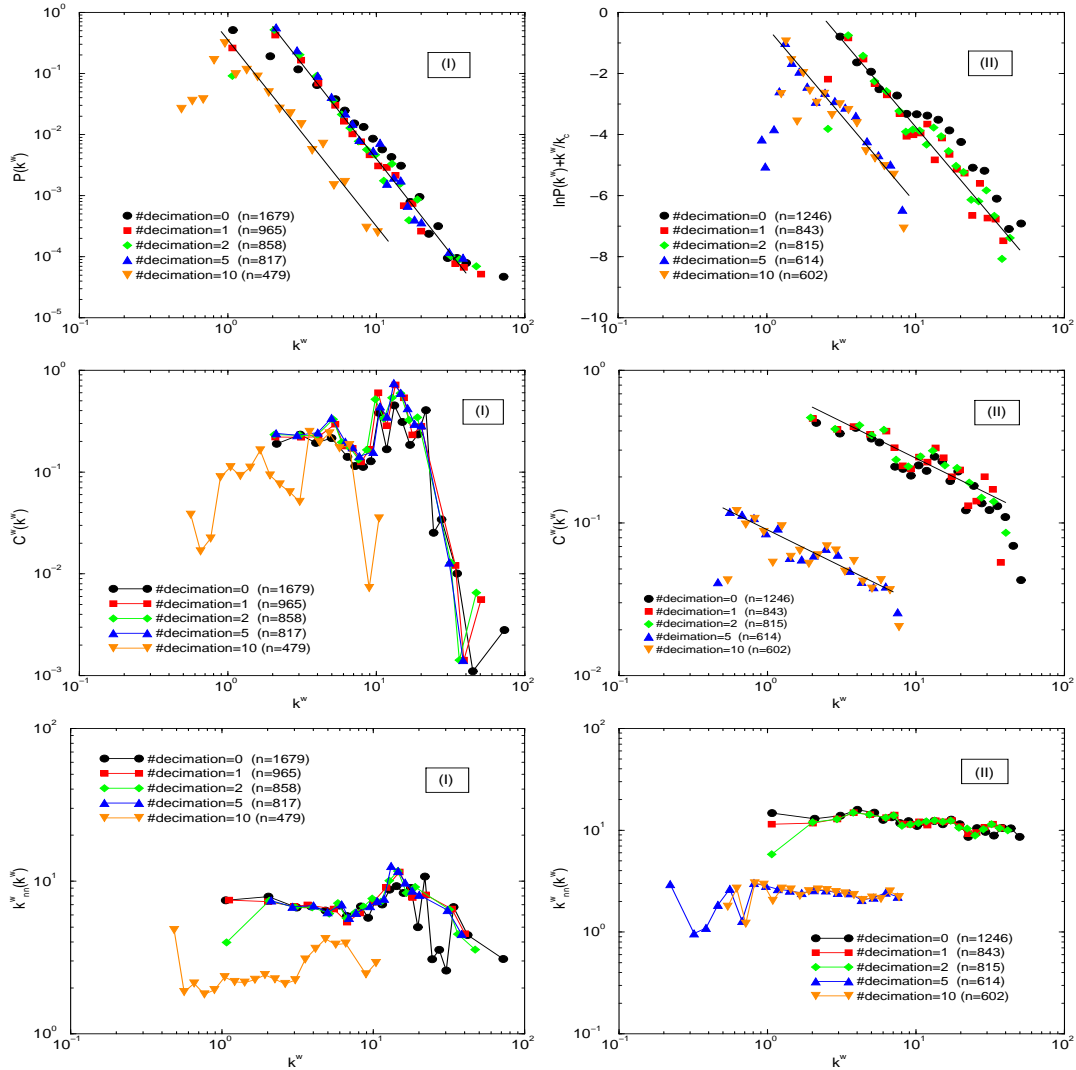 10^0
10^-1
10^-2
10^-3
10^-4
10^-5
P(k^w)
(I)
#decimation=0 (n=1679)
#decimation=1 (n=965)
#decimation=2 (n=858)
#decimation=5 (n=817)
#decimation=10 (n=479)
10^-1 10^0 10^1 10^2
k^w
0
−2
−4
−6
−8
−10
lnP(k^w)+k^w/k_c
(II)
#decimation=0 (n=1246)
#decimation=1 (n=843)
#decimation=2 (n=815)
#decimation=5 (n=614)
#decimation=10 (n=602)
10^-1 10^0 10^1 10^2
k^w
10^0
10^-1
10^-2
10^-3
C^w(k^w)
(I)
#decimation=0 (n=1679)
#decimation=1 (n=965)
#decimation=2 (n=858)
#decimation=5 (n=817)
#decimation=10 (n=479)
10^-1 10^0 10^1 10^2
k^w
10^0
10^-1
10^-2
C^w(k^w)
(II)
#decimation=0 (n=1246)
#decimation=1 (n=843)
#decimation=2 (n=815)
#deimation=5 (n=614)
#decimation=10 (n=602)
10^-1 10^0 10^1 10^2
k^w
10^2
10^1
10^0
k^w_nn(k^w)
#decimation=0 (n=1679)
#decimation=1 (n=965)
#decimation=2 (n=858)
#decimation=5 (n=817)
#decimation=10 (n=479)
(I)
10^-1 10^0 10^1 10^2
k^w
10^2
10^1
10^0
10^-1
k^w_nn(k^w)
(II)
#decimation=0 (n=1246)
#decimation=1 (n=843)
#decimation=2 (n=815)
#decimation=5 (n=614)
#decimation=10 (n=602)
10^-1 10^0 10^1 10^2
k^w